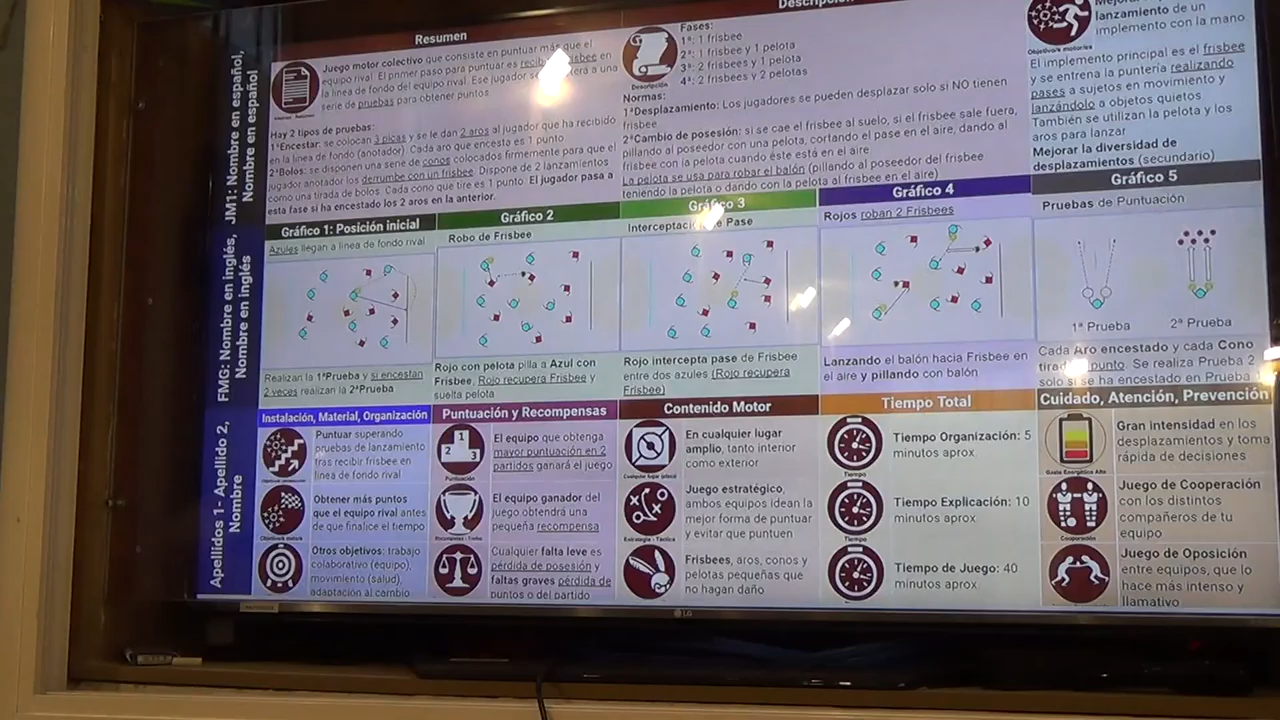 Apellidos 1- Apellido 2, Nombre
FMG: Nombre en inglés, Nombre en inglés
JM1: Nombre en español, Nombre en español
Resumen
Juego motor colectivo que consiste en puntuar más que el
equipo rival. El primer paso para puntuar es en
la línea de fondo del equipo rival. Ese jugador a una
serie de pruebas para obtener puntos
Hay 2 tipos de pruebas:
1ªEncestar: se colocan 3 picas y se le dan 2 aros al jugador que ha recibido
en la línea de fondo (anotador). Cada aro que encesta es 1 punto
2ªBolos: se disponen una serie de conos colocados firmemente para que el
jugador anotador los derrumbe con un frisbee. Dispone de 2 lanzamientos
como una tirada de bolos. Cada cono que tire es 1 punto. El jugador pasa a
esta fase si ha encestado los 2 aros en la anterior.
Descripción
Fases:
1ª: 1 frisbee
2ª: 1 frisbee y 1 pelota
3ª: 2 frisbees y 1 pelota
4ª: 2 frisbees y 2 pelotas
Descripción
Normas:
1ªDesplazamiento: Los jugadores se pueden desplazar solo si NO tienen
frisbee
2ªCambio de posesión: si se cae el frisbee al suelo, si el frisbee sale fuera,
pillando al poseedor con una pelota, cortando el pase en el aire, dando al
frisbee con la pelota cuando éste está en el aire
La pelota se usa para robar el balón (pillando al poseedor del frisbee
teniendo la pelota o dando con la pelota al frisbee en el aire)
lanzamiento de un
implemento con la mano
Objetivos motores
El implemento principal es el frisbee
y se entrena la puntería realizando
pases a sujetos en movimiento y
lanzándolo a objetos quietos
También se utilizan la pelota y los
aros para lanzar
Mejorar la diversidad de
desplazamientos (secundario)
Gráfico 1: Posición inicial
Azules llegan a línea de fondo rival
Realizan la 1ªPrueba y si encestan
2 veces realizan la 2ªPrueba
Gráfico 2
Robo de Frisbee
Rojo con pelota pilla a Azul con
Frisbee, Rojo recupera Frisbee y
suelta pelota
Gráfico 3
Pase
Rojo intercepta pase de Frisbee
entre dos azules (Rojo recupera
Frisbee)
Gráfico 4
Rojos roban 2 Frisbees
Lanzando el balón hacia Frisbee en
el aire y pillando con balón
Gráfico 5
Pruebas de Puntuación
1ª Prueba 2ª Prueba
Cada Aro encestado y cada Cono
punto. Se realiza Prueba 2
solo si se ha encestado en Prueba
Instalación, Material, Organización
Puntuar superando
pruebas de lanzamiento
tras recibir frisbee en
línea de fondo rival
Obtener más puntos
que el equipo rival antes
de que finalice el tiempo
Otros objetivos: trabajo
colaborativo (equipo),
movimiento (salud),
adaptación al cambio
Puntuación y Recompensas
1 2 3
Puntuación
El equipo que obtenga
mayor puntuación en 2
partidos ganará el juego
El equipo ganador del
juego obtendrá una
pequeña recompensa
Cualquier falta leve es
pérdida de posesión y
faltas graves pérdida de
puntos o del partido
Contenido Motor
En cualquier lugar
amplio, tanto interior
como exterior
Juego estratégico,
ambos equipos idean la
mejor forma de puntuar
y evitar que puntuen
Estrategia - Táctica
Frisbees, aros, conos y
pelotas pequeñas que
no hagan daño
Tiempo Total
Tiempo Organización: 5
minutos aprox
Tiempo
Tiempo Explicación: 10
minutos aprox
Tiempo
Tiempo de Juego: 40
minutos aprox
Cuidado, Atención, Prevención
Gran intensidad en los
desplazamientos y toma
rápida de decisiones
Gasto Energético Alto
Juego de Cooperación
con los distintos
compañeros de tu
equipo
Cooperación
Juego de Oposición
entre equipos, que lo
hace más intenso y
llamativo
LG